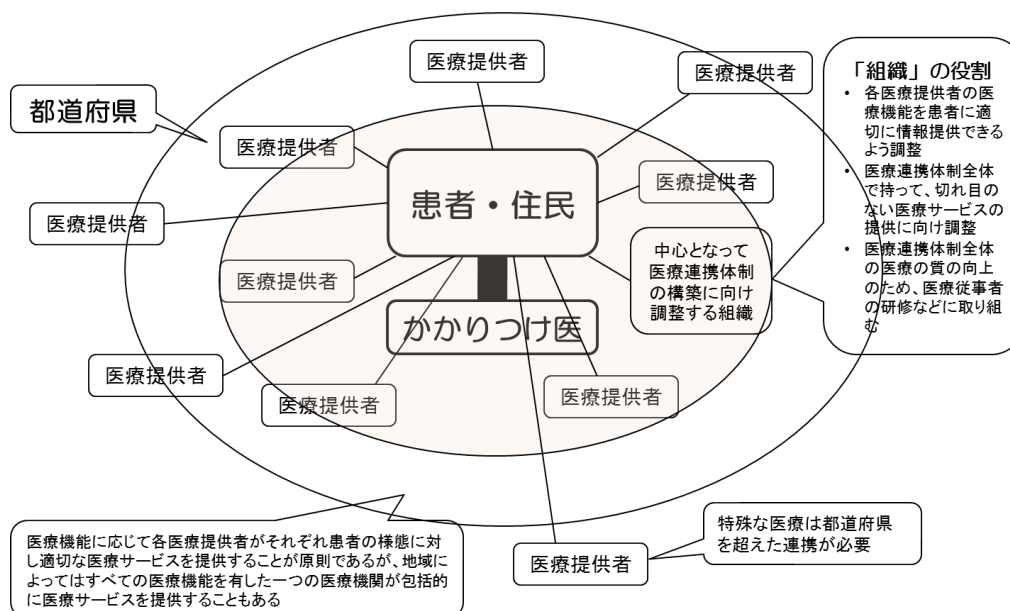 医療提供者
医療提供者
「組織」の役割
• 各医療提供者の医
療機能を患者に適
切に情報提供できる
よう調整
• 医療連携体制全体
で持って、切れ目の
ない医療サービスの
提供に向け調整
• 医療連携体制全体
の医療の質の向上
のため、医療従事者
の研修などに取り組
む
都道府県
医療提供者
患者・住民
医療提供者
医療提供者
中心となって
医療連携体制
の構築に向け
調整する組織
医療提供者
かかりつけ医
医療提供者
医療提供者
医療提供者
医療機能に応じて各医療提供者がそれぞれ患者の様態に対
し適切な医療サービスを提供することが原則であるが、地域
によってはすべての医療機能を有した一つの医療機関が包括的
に医療サービスを提供することもある
医療提供者
特殊な医療は都道府県
を超えた連携が必要